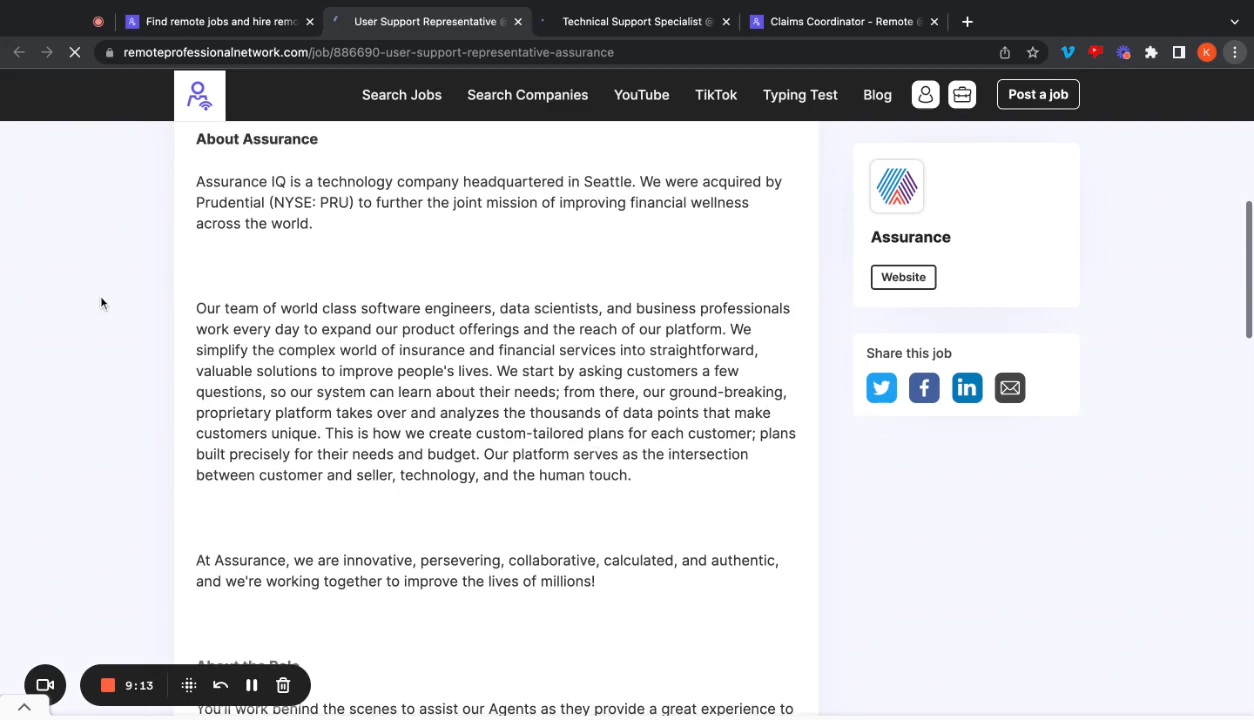 Find remote jobs and hire remo
User Support Representative @
Technical Support Specialist @
Claims Coordinator - Remote @
remoteprofessionalnetwork.com/job/886690-user-support-representative-assurance
K
Search Jobs
Search Companies
YouTube
TikTok
Typing Test
Blog
Post a job
About Assurance
Assurance IQ is a technology company headquartered in Seattle. We were acquired by
Prudential (NYSE: PRU) to further the joint mission of improving financial wellness
across the world.
Our team of world class software engineers, data scientists, and business professionals
work every day to expand our product offerings and the reach of our platform. We
simplify the complex world of insurance and financial services into straightforward,
valuable solutions to improve people's lives. We start by asking customers a few
questions, so our system can learn about their needs; from there, our ground-breaking,
proprietary platform takes over and analyzes the thousands of data points that make
customers unique. This is how we create custom-tailored plans for each customer; plans
built precisely for their needs and budget. Our platform serves as the intersection
between customer and seller, technology, and the human touch.
At Assurance, we are innovative, persevering, collaborative, calculated, and authentic,
and we're working together to improve the lives of millions!
About the Role
You'll work behind the scenes to assist our Agents as they provide a great experience to
Assurance
Website
Share this job
9:13